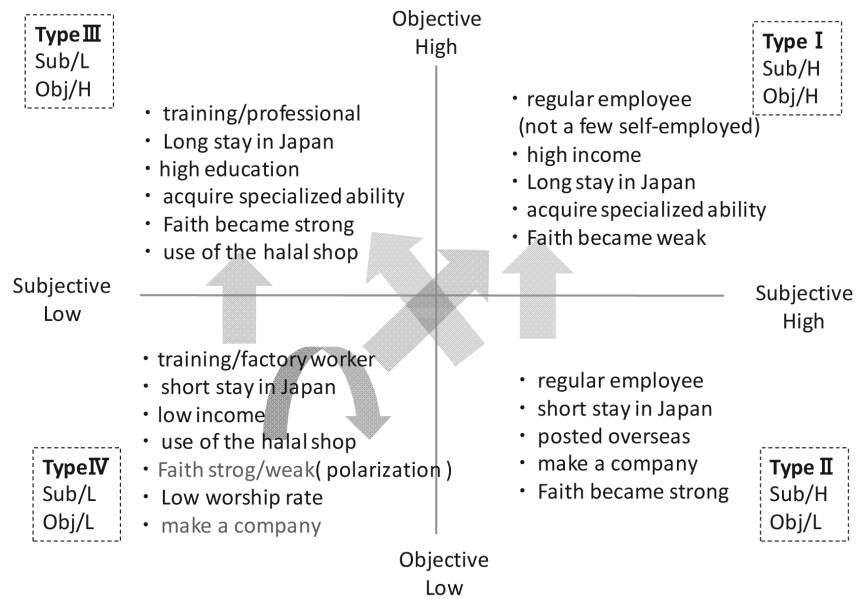 Objective
High
Type Ⅲ
Sub/L
Obj/H
・ training/professional
・ Long stay in Japan
・high education
・ acquire specialized ability
・ Faith became strong
・ use of the halal shop
Type Ⅰ
Sub/H
Obj/H
・ regular employee
(not a few self-employed)
・ high income
・ Long stay in Japan
・ acquire specialized ability
・ Faith became weak
Subjective
Low
Subjective
High
・ training/factory worker
・ short stay in Japan
・low income
・ use of the halal shop
・ Faith strog/weak( polarization )
・ Low worship rate
・ make a company
Type Ⅳ
Sub/L
Obj/L
・ regular employee
・ short stay in Japan
・ posted overseas
・ make a company
・ Faith became strong
Type Ⅱ
Sub/H
Obj/L
Objective
Low